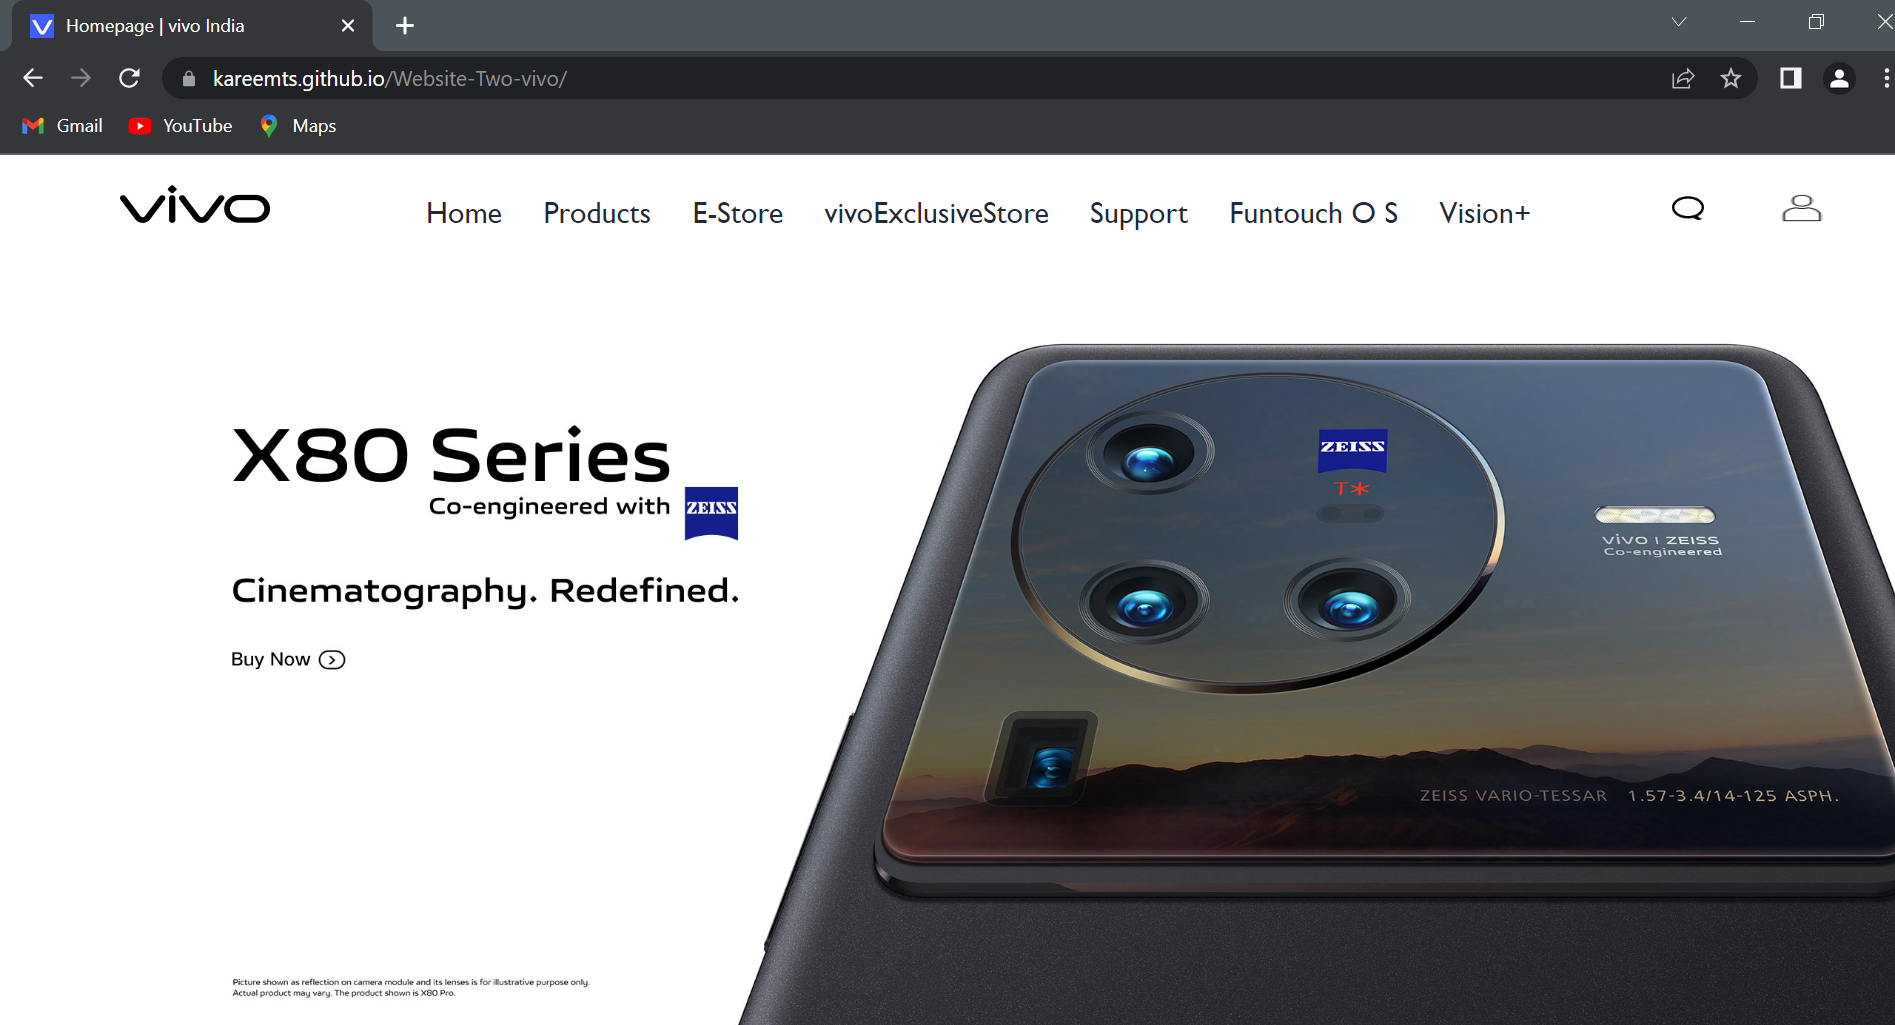 Homepage | vivo India
kareemts.github.io/Website-Two-vivo/
Gmail YouTube Maps
vivo Home Products E-Store vivoExclusiveStore Support Funtouch O S Vision+
X80 Series
Co-engineered with ZEISS
Cinematography. Redefined.
Buy Now
ZEISS
T*
vivo | ZEISS
Co-engineered
ZEISS VARIO-TESSAR 1.57-3.4/14-125 ASPH.
Picture shown as reflection on camera module and its lenses is for illustrative purpose only.
Actual product may vary. The product shown is X80 Pro.